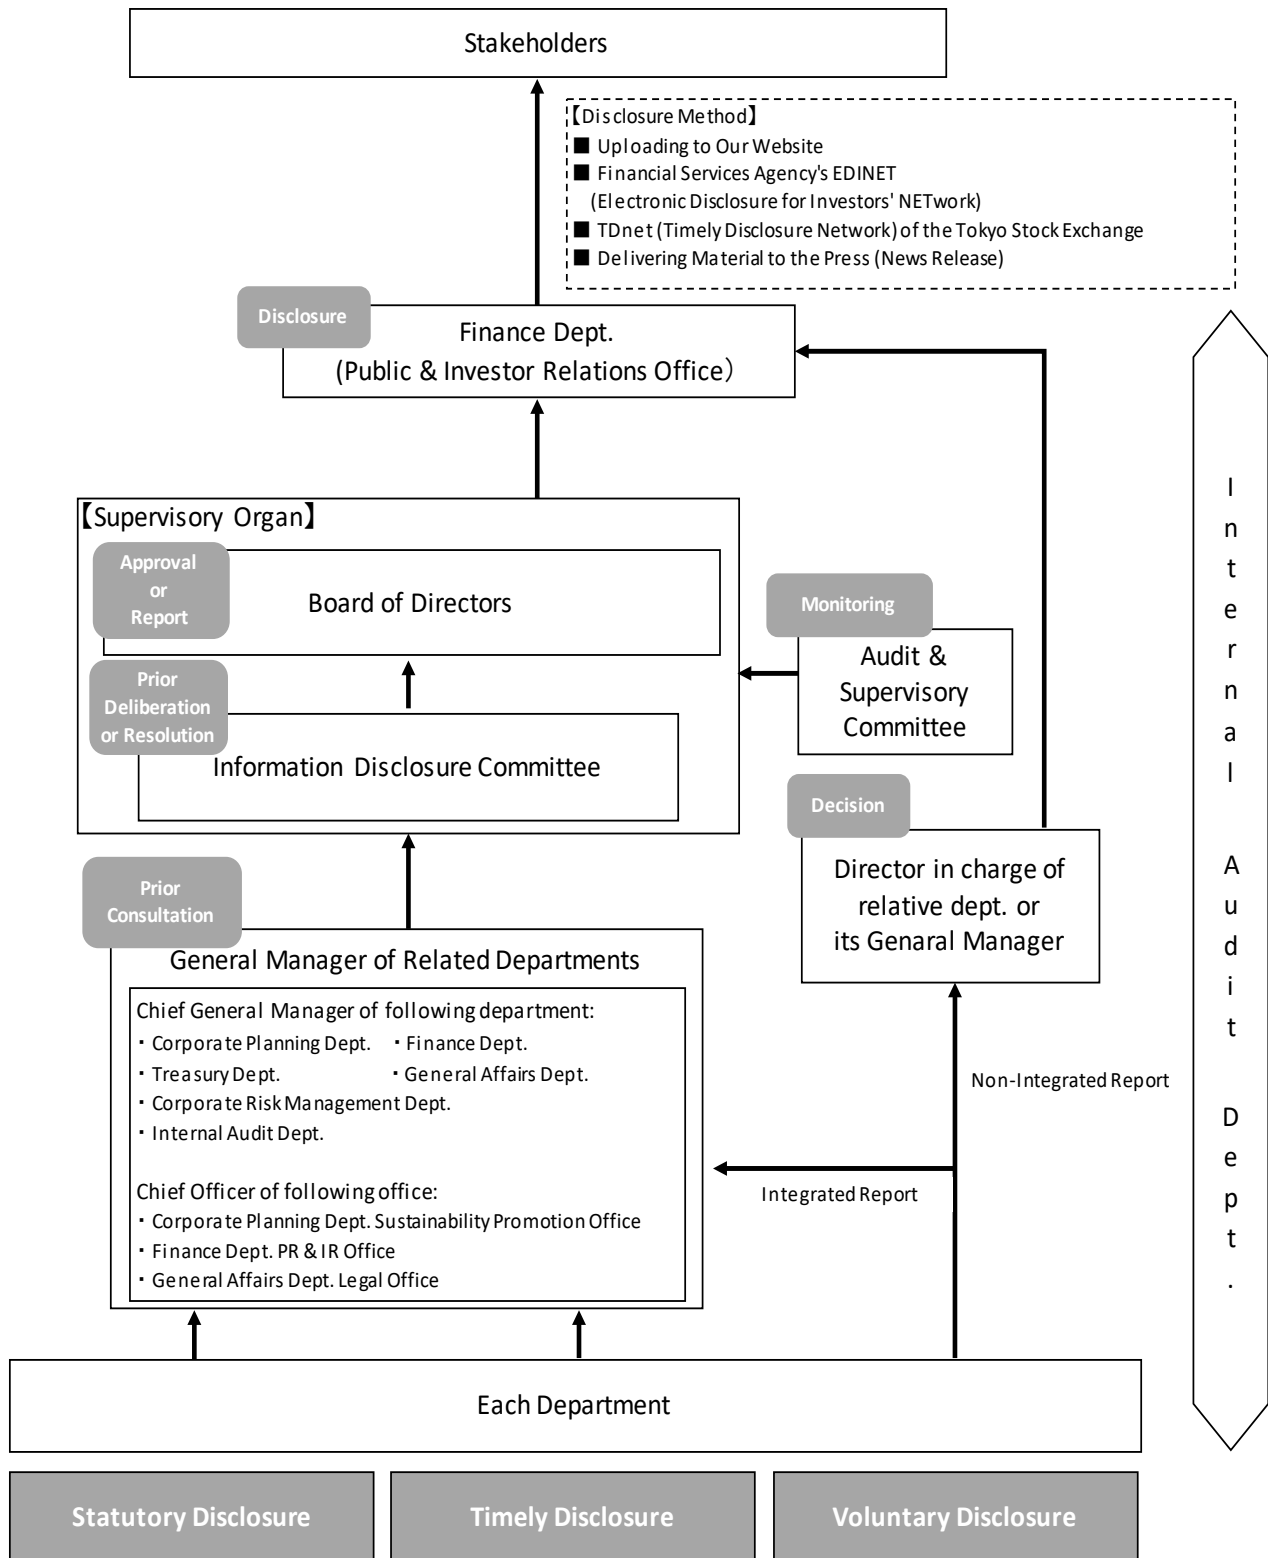 Stakeholders
【Disclosure Method】
■ Uploading to Our Website
■ Financial Services Agency's EDINET
(Electronic Disclosure for Investors' NETwork)
■ TDnet (Timely Disclosure Network) of the Tokyo Stock Exchange
■ Delivering Material to the Press (News Release)
Disclosure
Finance Dept.
(Public & Investor Relations Office）
【Supervisory Organ】
Approval
or
Report
Board of Directors
Monitoring
Audit &
Supervisory
Committee
Prior
Deliberation
or Resolution
Information Disclosure Committee
Decision
Director in charge of
relative dept. or
its Genaral Manager
Prior
Consultation
General Manager of Related Departments
Chief General Manager of following department:
・Corporate Planning Dept. ・Finance Dept.
・Treasury Dept. ・General Affairs Dept.
・Corporate Risk Management Dept.
・Internal Audit Dept.
Chief Officer of following office:
・Corporate Planning Dept. Sustainability Promotion Office
・Finance Dept. PR & IR Office
・General Affairs Dept. Legal Office
Non-Integrated Report
Integrated Report
Internal Audit Dept.
Each Department
Statutory Disclosure
Timely Disclosure
Voluntary Disclosure